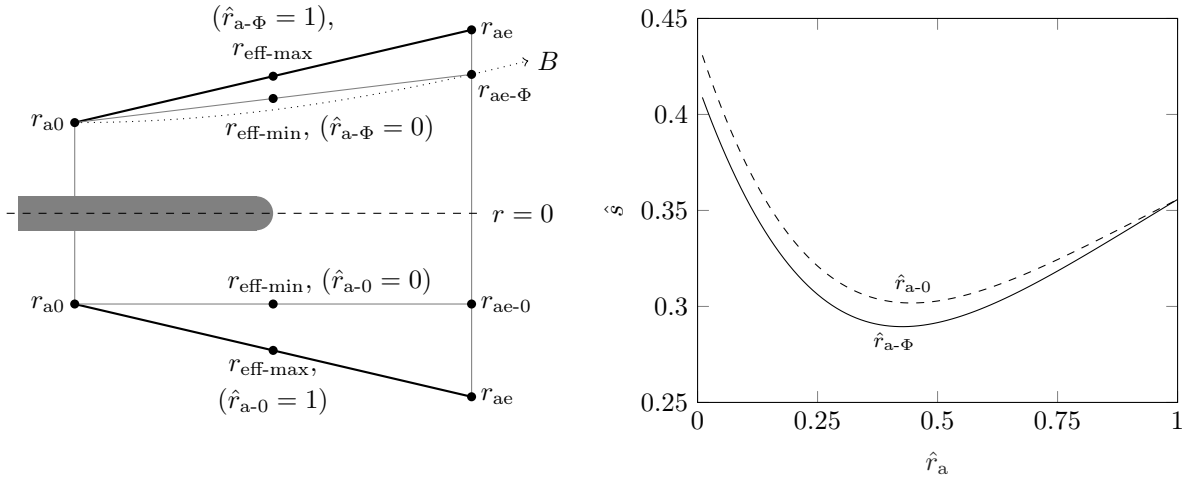 (r̂a-Φ = 1),
reff-max
rae
B
rae-Φ
ra0
reff-min, (r̂a-Φ = 0)
r = 0
reff-min, (r̂a-0 = 0)
ra0
rae-0
reff-max,
(r̂a-0 = 1)
rae
0.45
0.4
0.35
0.3
0.25
ŝ
r̂a-0
r̂a-Φ
0 0.25 0.5 0.75 1
r̂a